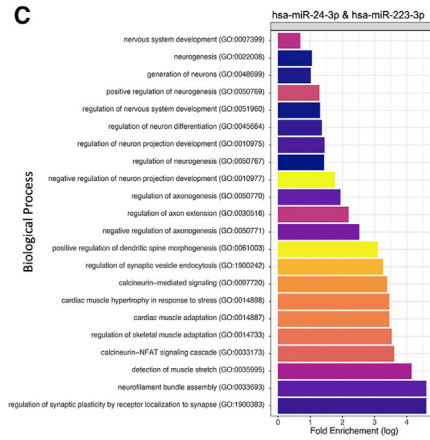 C
hsa-miR-24-3p & hsa-miR-223-3p
nervous system development (GO:0007399)
neurogenesis (GO:0022008)
generation of neurons (GO:0048699)
positive regulation of neurogenesis (GO:0050769)
regulation of nervous system development (GO:0051960)
regulation of neuron differentiation (GO:0045664)
regulation of neuron projection development (GO:0010975)
regulation of neurogenesis (GO:0050767)
negative regulation of neuron projection development (GO:0010977)
regulation of axonogenesis (GO:0050770)
regulation of axon extension (GO:0030516)
negative regulation of axonogenesis (GO:0050771)
positive regulation of dendritic spine morphogenesis (GO:0061003)
regulation of synaptic vesicle endocytosis (GO:1900242)
calcineurin-mediated signaling (GO:0097720)
cardiac muscle hypertrophy in response to stress (GO:0014898)
cardiac muscle adaptation (GO:0014887)
regulation of skeletal muscle adaptation (GO:0014733)
calcineurin-NFAT signaling cascade (GO:0033173)
detection of muscle stretch (GO:0035995)
neurofilament bundle assembly (GO:0033693)
regulation of synaptic plasticity by receptor localization to synapse (GO:1900383)
Biological Process
0 1 2 3 4
Fold Enrichement (log)